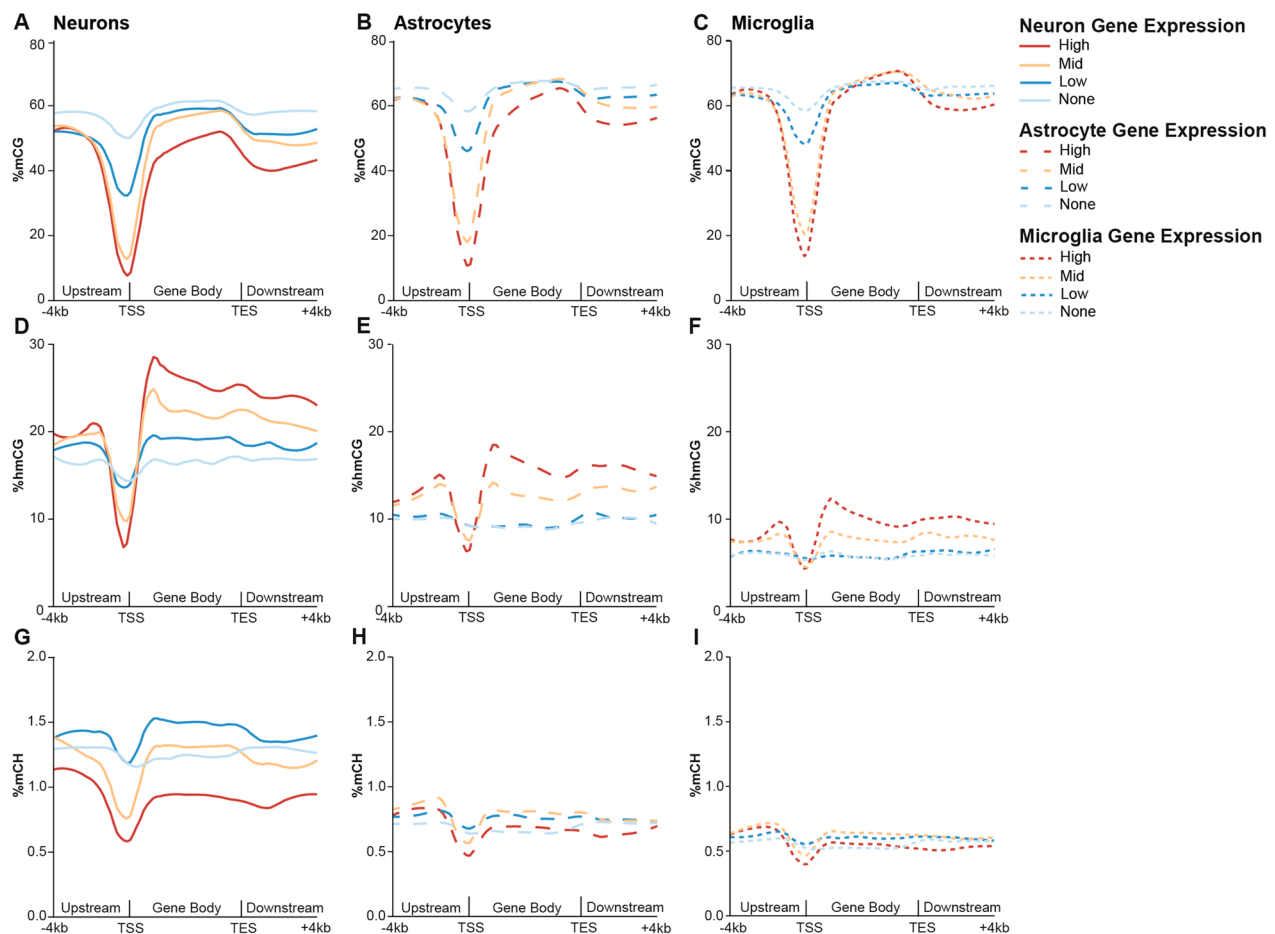 A Neurons
B Astrocytes
C Microglia
Neuron Gene Expression
High
Mid
Low
None
Astrocyte Gene Expression
High
Mid
Low
None
Microglia Gene Expression
High
Mid
Low
None
%mCG
80
60
40
20
0
Upstream Gene Body Downstream
-4kb TSS TES +4kb
%mCG
80
60
40
20
0
Upstream Gene Body Downstream
-4kb TSS TES +4kb
%mCG
80
60
40
20
0
Upstream Gene Body Downstream
-4kb TSS TES +4kb
D
%hmCG
30
20
10
0
Upstream Gene Body Downstream
-4kb TSS TES +4kb
E
%hmCG
30
20
10
0
Upstream Gene Body Downstream
-4kb TSS TES +4kb
F
%hmCG
30
20
10
0
Upstream Gene Body Downstream
-4kb TSS TES +4kb
G
%mCH
2.0
1.5
1.0
0.5
0.0
Upstream Gene Body Downstream
-4kb TSS TES +4kb
H
%mCH
2.0
1.5
1.0
0.5
0.0
Upstream Gene Body Downstream
-4kb TSS TES +4kb
I
%mCH
2.0
1.5
1.0
0.5
0.0
Upstream Gene Body Downstream
-4kb TSS TES +4kb